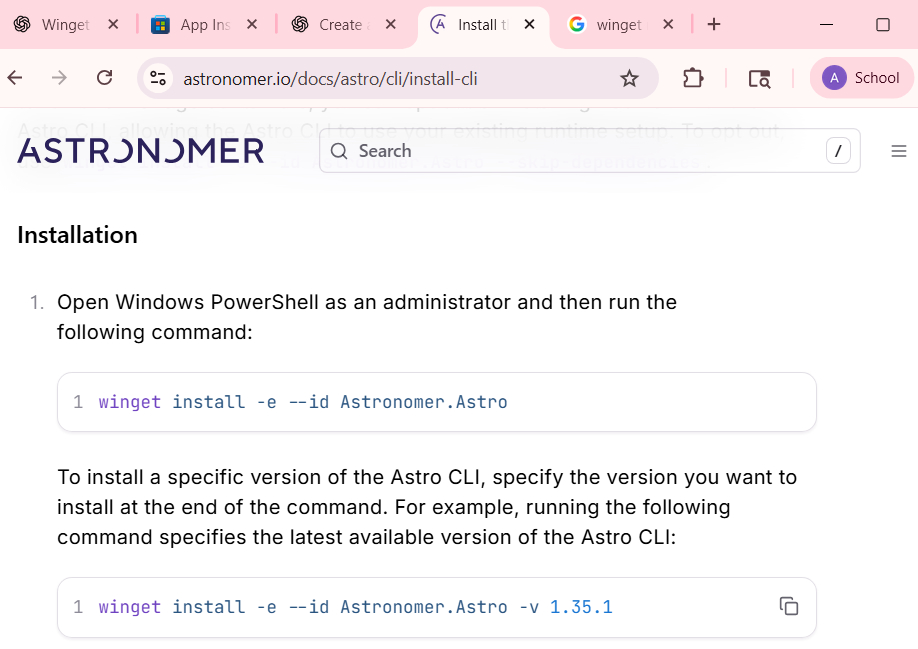 Winget
App Ins
Create a
Install t
winget
astronomer.io/docs/astro/cli/install-cli
A
School
Astro CLI, allowing the Astro CLI to use your existing runtime setup. To opt out
ASTRONOMER
Search
/
Installation
1. Open Windows PowerShell as an administrator and then run the
following command:
1 winget install -e --id Astronomer.Astro
To install a specific version of the Astro CLI, specify the version you want to
install at the end of the command. For example, running the following
command specifies the latest available version of the Astro CLI:
1 winget install -e --id Astronomer.Astro -v 1.35.1